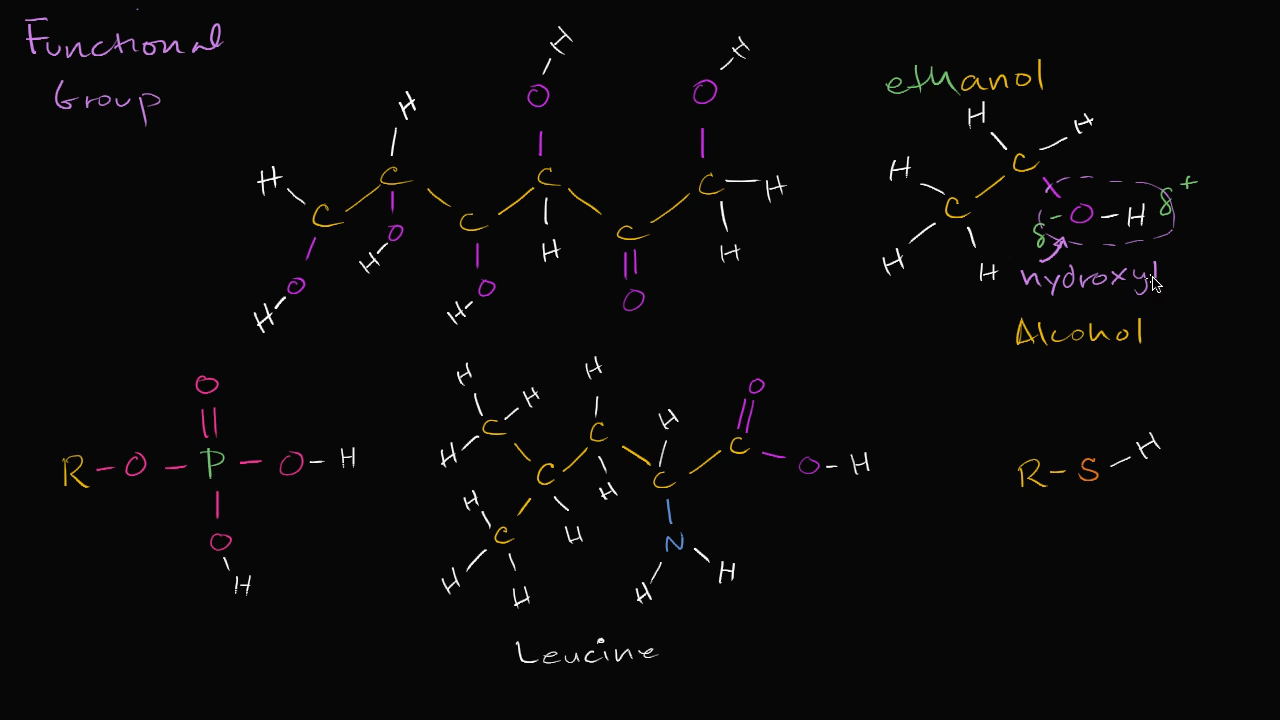 Functional
Group
H H
O O
H
H C C C H
C C C
O
H H H
O O O
H H
ethanol
H H
H C
C δ- O-H δ+
H H
hydroxyl
Alcohol
O
R-O-P-O-H
O
H
H H O
H C C H
H C C C O-H
H H
H C H N
H H H H
Leucine
R-S-H